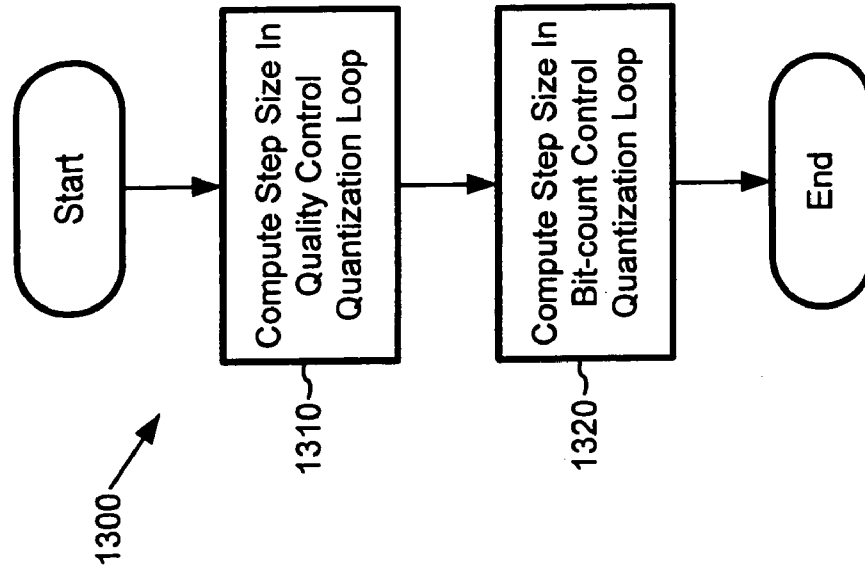 1300
Start
1310
Compute Step Size In
Quality Control
Quantization Loop
1320
Compute Step Size In
Bit-count Control
Quantization Loop
End